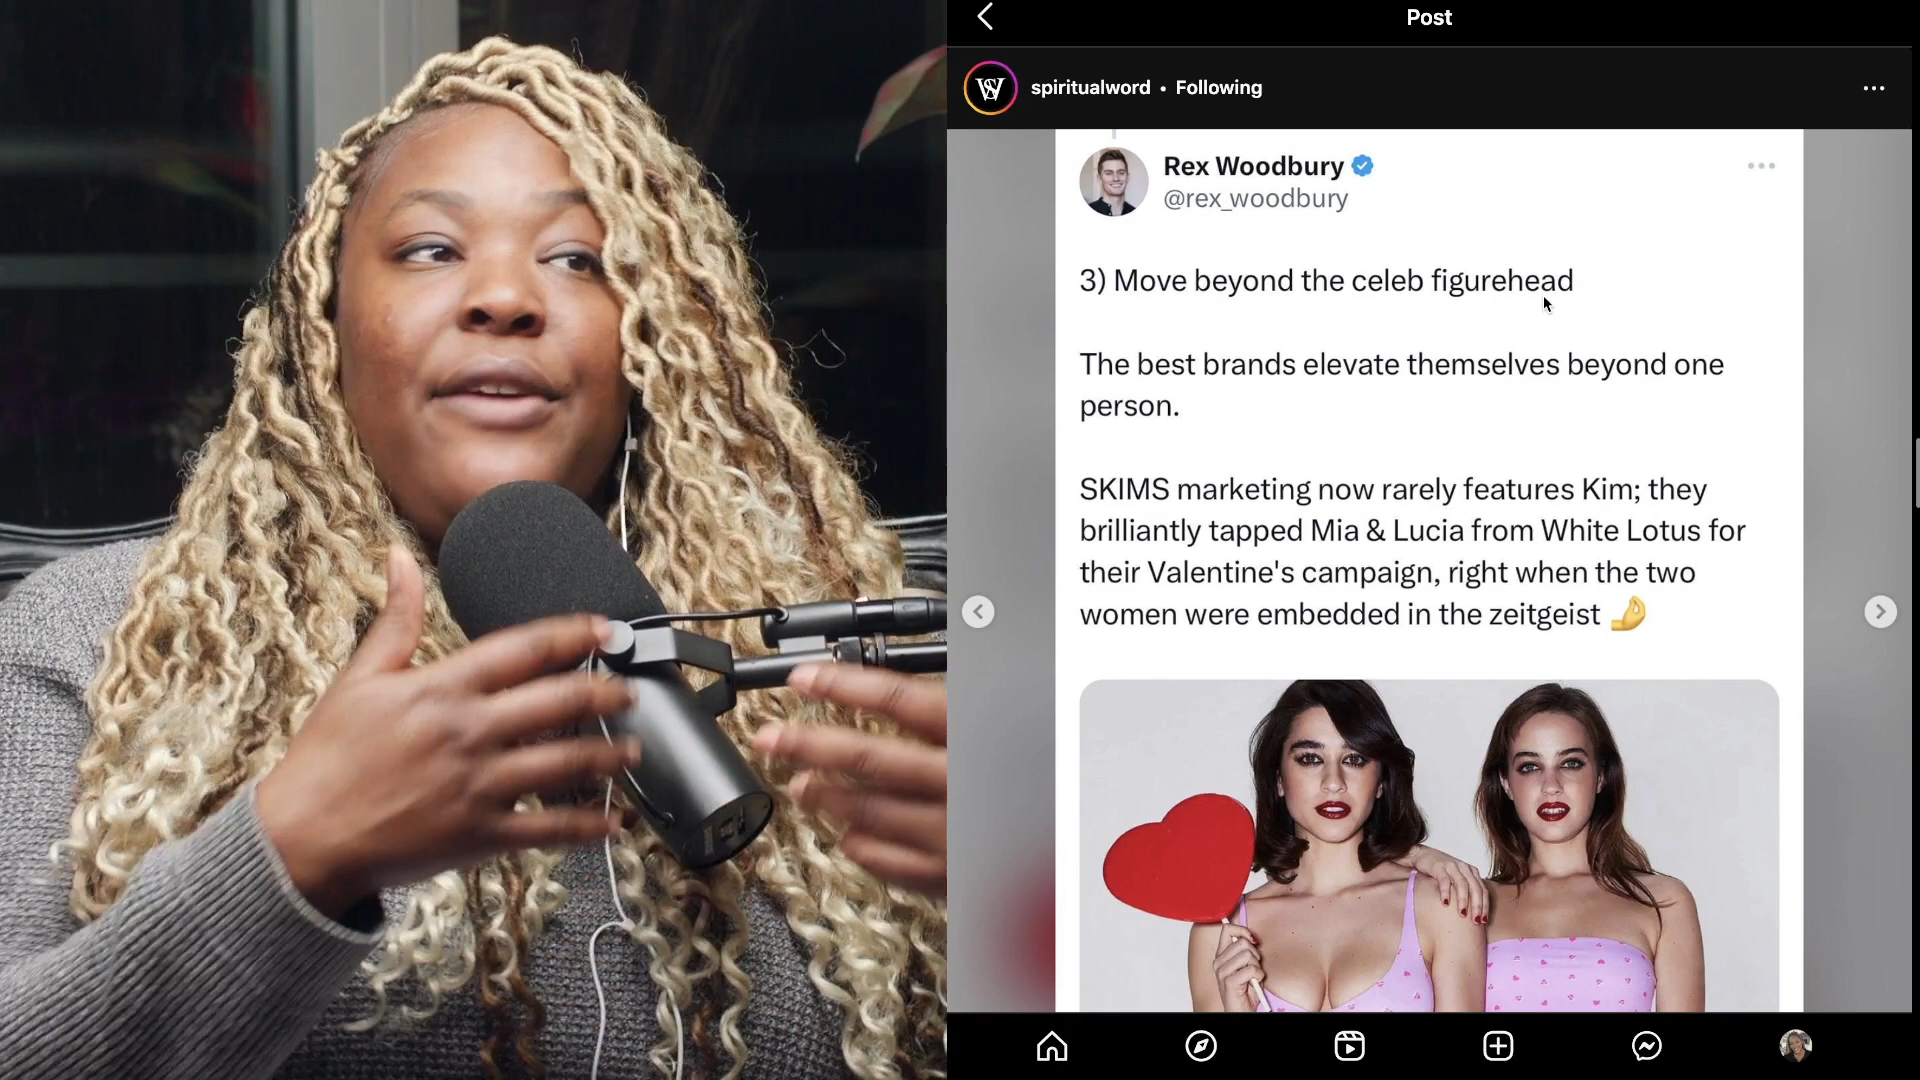 Post
spiritualword • Following
Rex Woodbury
@rex_woodbury
3) Move beyond the celeb figurehead
The best brands elevate themselves beyond one
person.
SKIMS marketing now rarely features Kim; they
brilliantly tapped Mia & Lucia from White Lotus for
their Valentine's campaign, right when the two
women were embedded in the zeitgeist 🤌